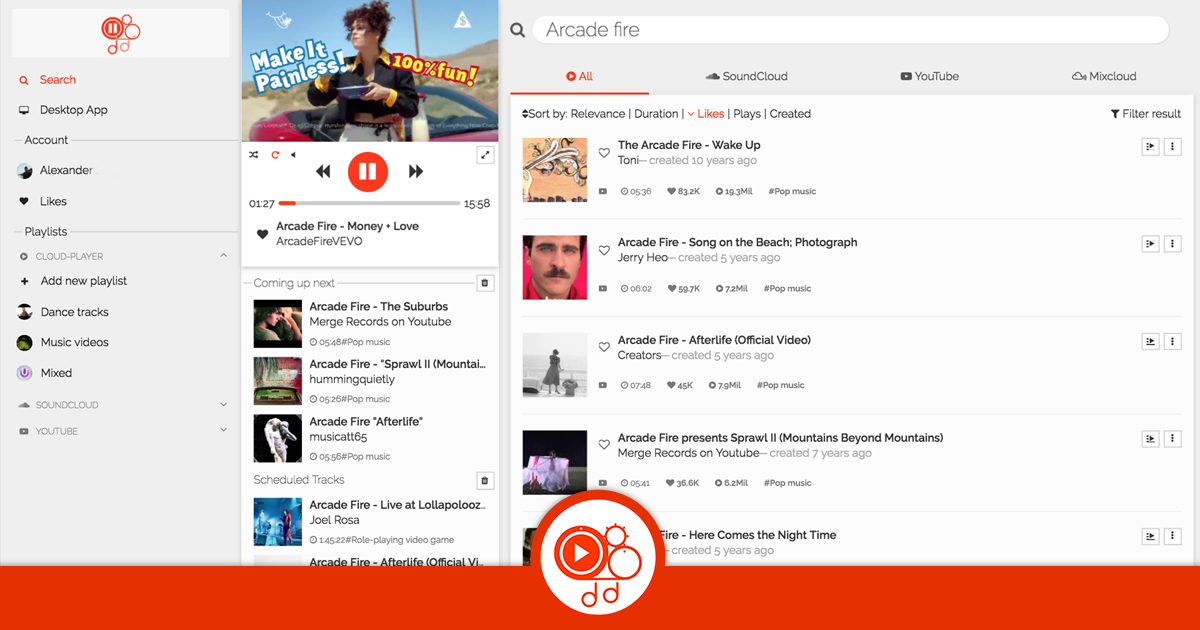 Search
Desktop App
Account
Alexander
Likes
Playlists
CLOUD-PLAYER
Add new playlist
Dance tracks
Music videos
Mixed
SOUNDCLOUD
YOUTUBE
Make It
Painless!
100% fun!
01:27
15:58
Arcade Fire - Money + Love
ArcadeFireVEVO
Coming up next
Arcade Fire - The Suburbs
Merge Records on Youtube
05:48#Pop music
Arcade Fire - "Sprawl II (Mountai...
hummingquietly
05:26#Pop music
Arcade Fire "Afterlife"
musicatt65
05:56#Pop music
Scheduled Tracks
Arcade Fire - Live at Lollapolooz...
Joel Rosa
1:45:22#Role-playing video game
Arcade Fire - Afterlife (Official Vi...
Arcade fire
All
SoundCloud
YouTube
Mixcloud
Sort by: Relevance | Duration | Likes | Plays | Created
Filter result
The Arcade Fire - Wake Up
Toni— created 10 years ago
05:36 83.2K 19.3Mil #Pop music
Arcade Fire - Song on the Beach; Photograph
Jerry Heo— created 5 years ago
06:02 59.7K 7.2Mil #Pop music
Arcade Fire - Afterlife (Official Video)
Creators— created 5 years ago
07:48 45K 7.9Mil #Pop music
Arcade Fire presents Sprawl II (Mountains Beyond Mountains)
Merge Records on Youtube— created 7 years ago
05:41 36.6K 6.2Mil #Pop music
Fire - Here Comes the Night Time
— created 5 years ago